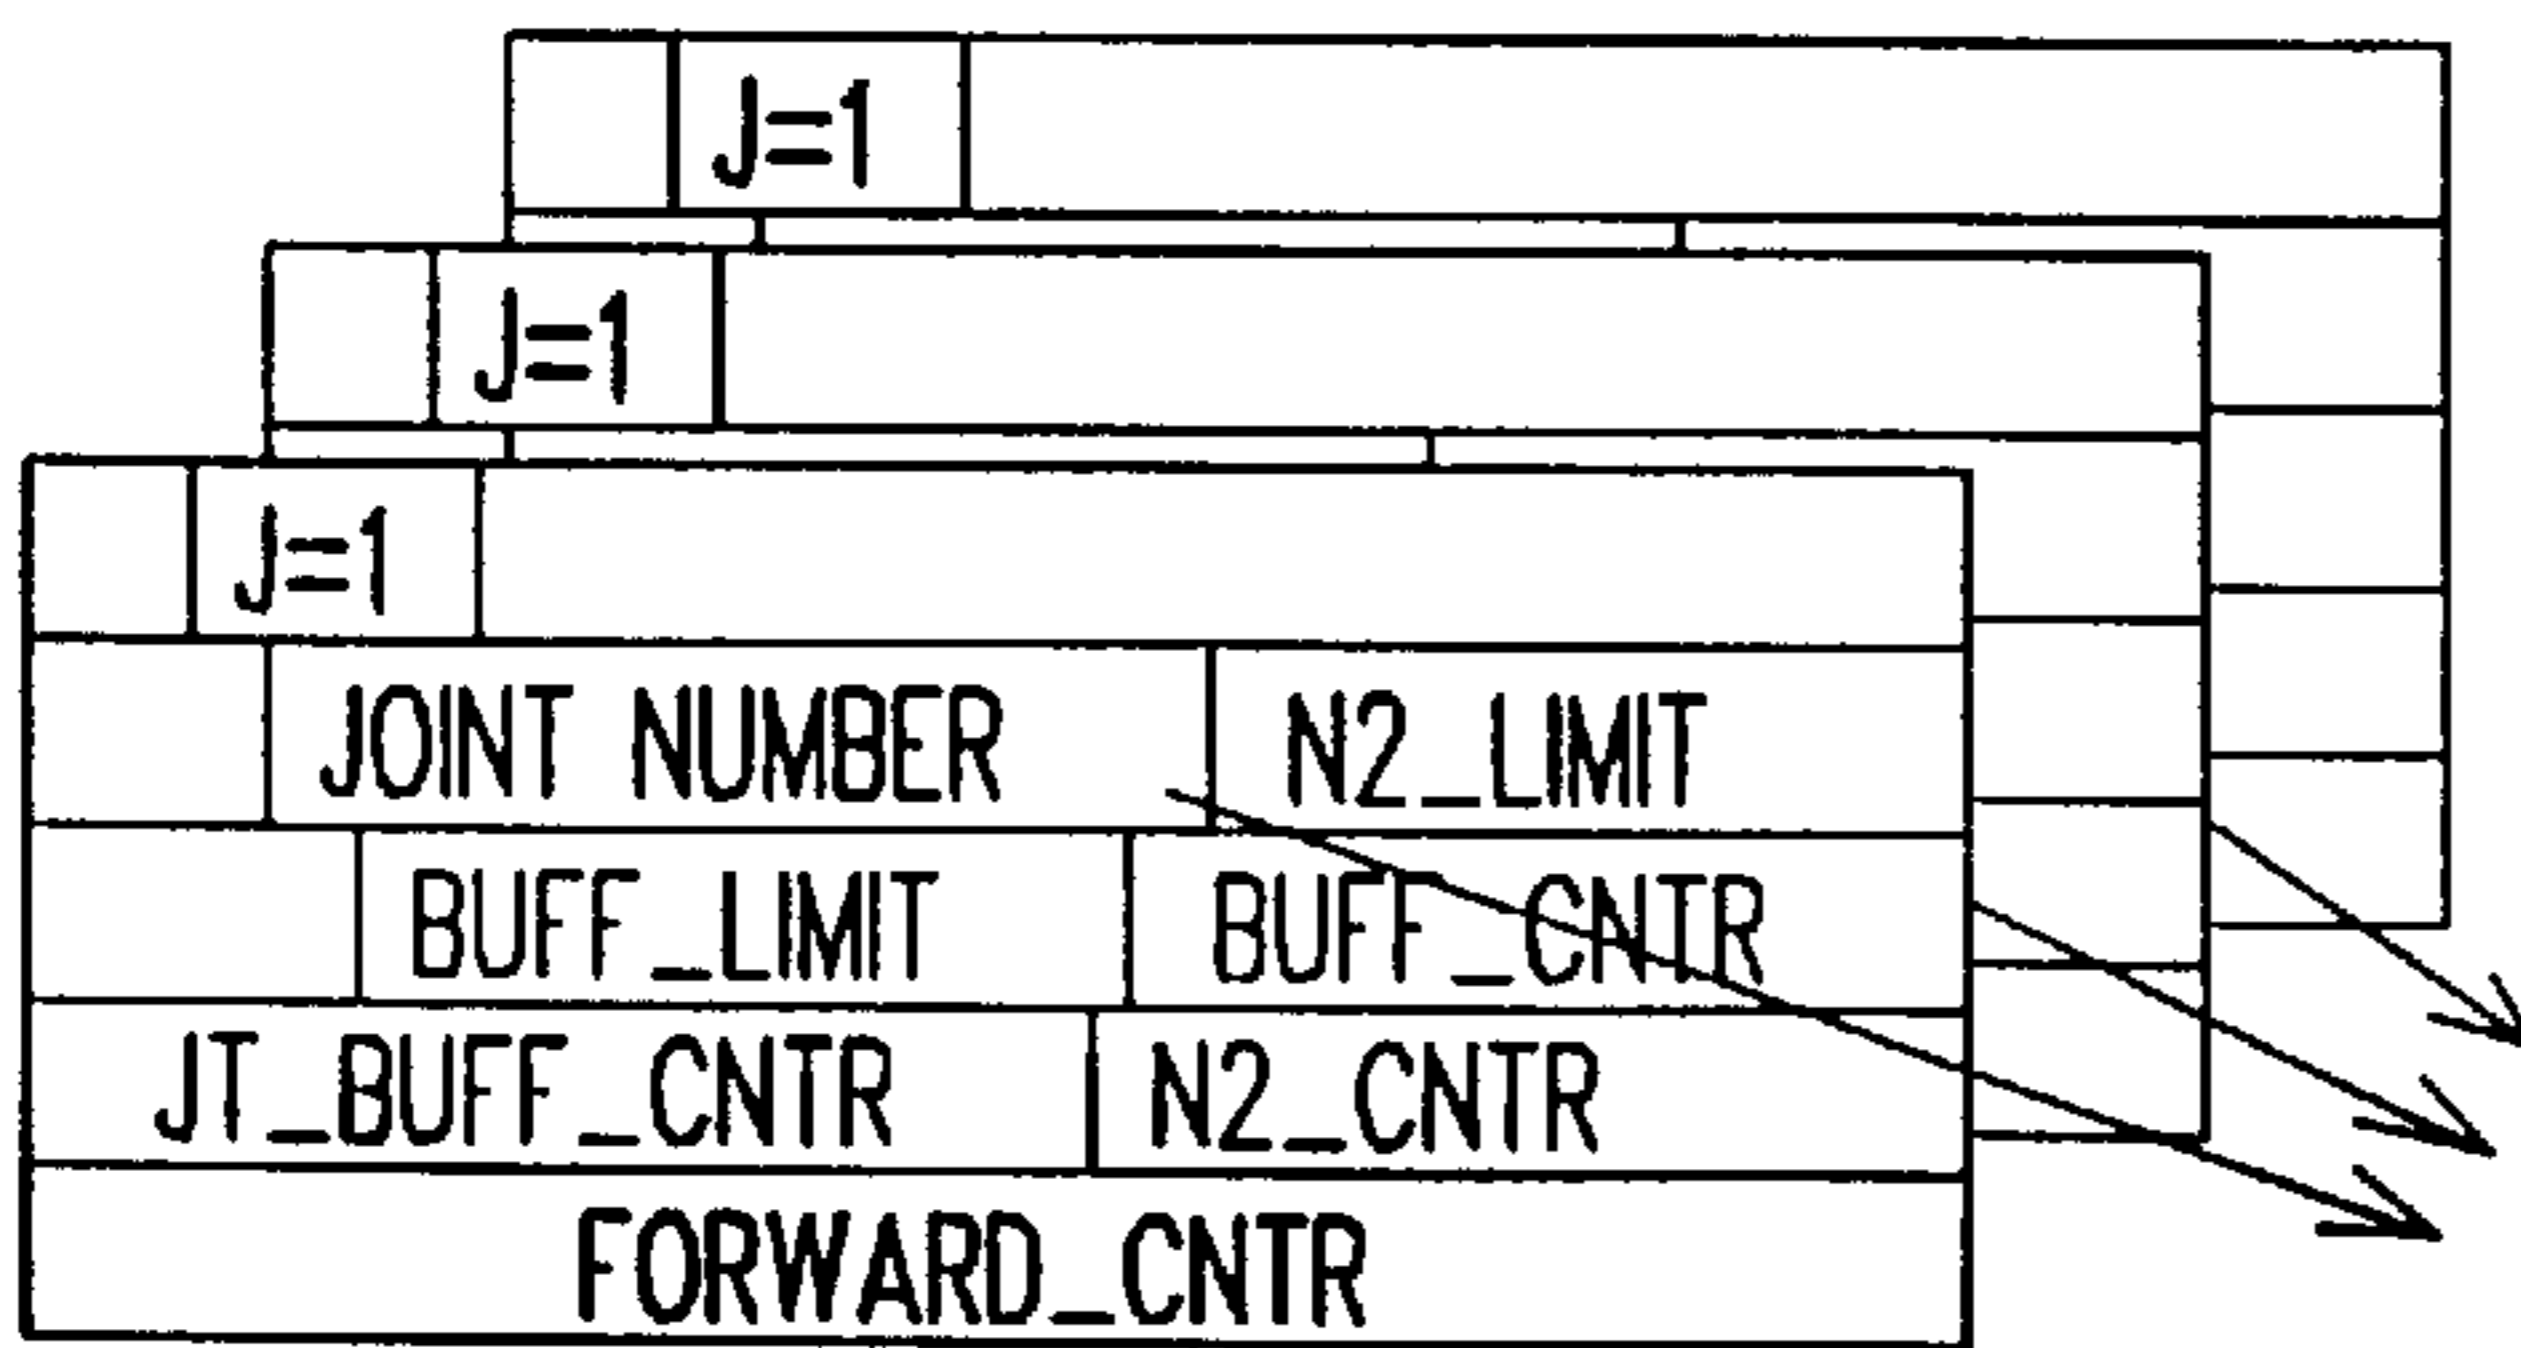 J=1
J=1
J=1
JOINT NUMBER N2_LIMIT
BUFF_LIMIT BUFF_CNTR
JT_BUFF_CNTR N2_CNTR
FORWARD_CNTR